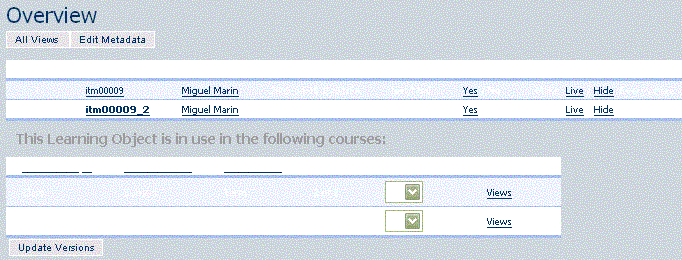 Overview
All Views Edit Metadata
itm00009 Miguel Marin Yes Live Hide
itm00009_2 Miguel Marin Yes Live Hide
This Learning Object is in use in the following courses:
Views
Views
Update Versions